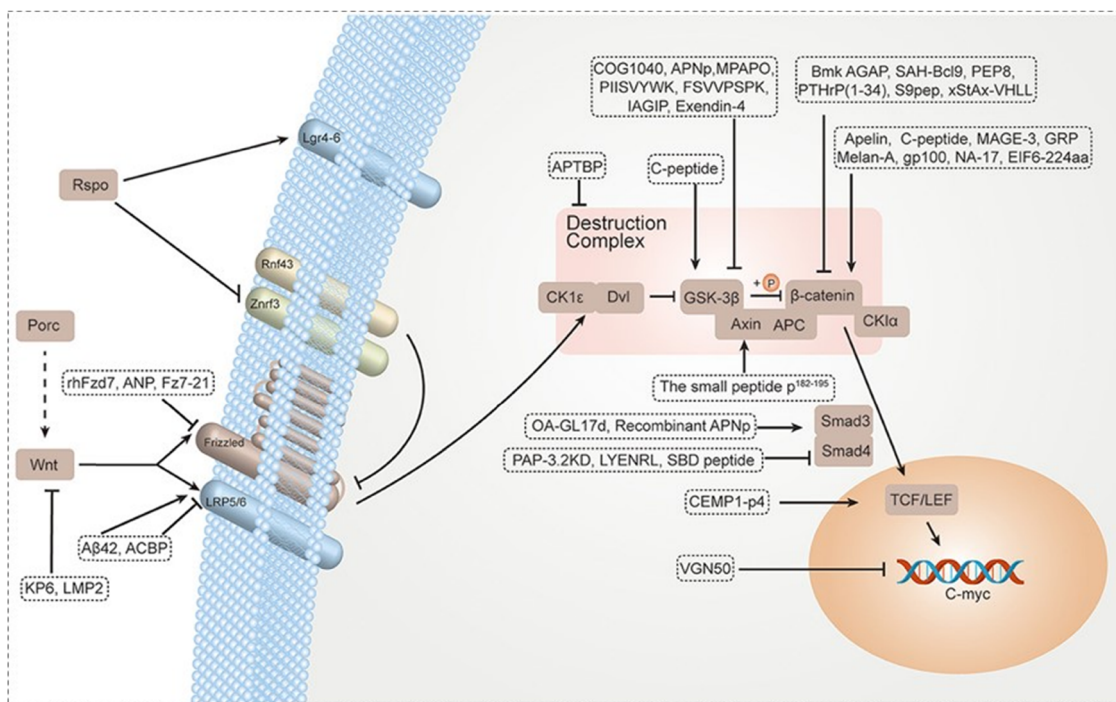 COG1040, APNp,MPAPO,
PIISVYWK, FSVVPSPK,
IAGIP, Exendin-4
Bmk AGAP, SAH-Bcl9, PEP8,
PTHrP(1-34), S9pep, xStAx-VHLL
Apelin, C-peptide, MAGE-3, GRP
Melan-A, gp100, NA-17, EIF6-224aa
Lgr4-6
APTBP
C-peptide
Rspo
Destruction
Complex
Rnf43
Znrf3
CK1ε
Dvl
GSK-3β
+ P
β-catenin
Axin
APC
CKIα
Porc
rhFzd7, ANP, Fz7-21
The small peptide p182-195
OA-GL17d, Recombinant APNp
Smad3
Frizzled
Smad4
PAP-3.2KD, LYENRL, SBD peptide
Wnt
LRP5/6
CEMP1-p4
TCF/LEF
Aβ42, ACBP
VGN50
KP6, LMP2
C-myc